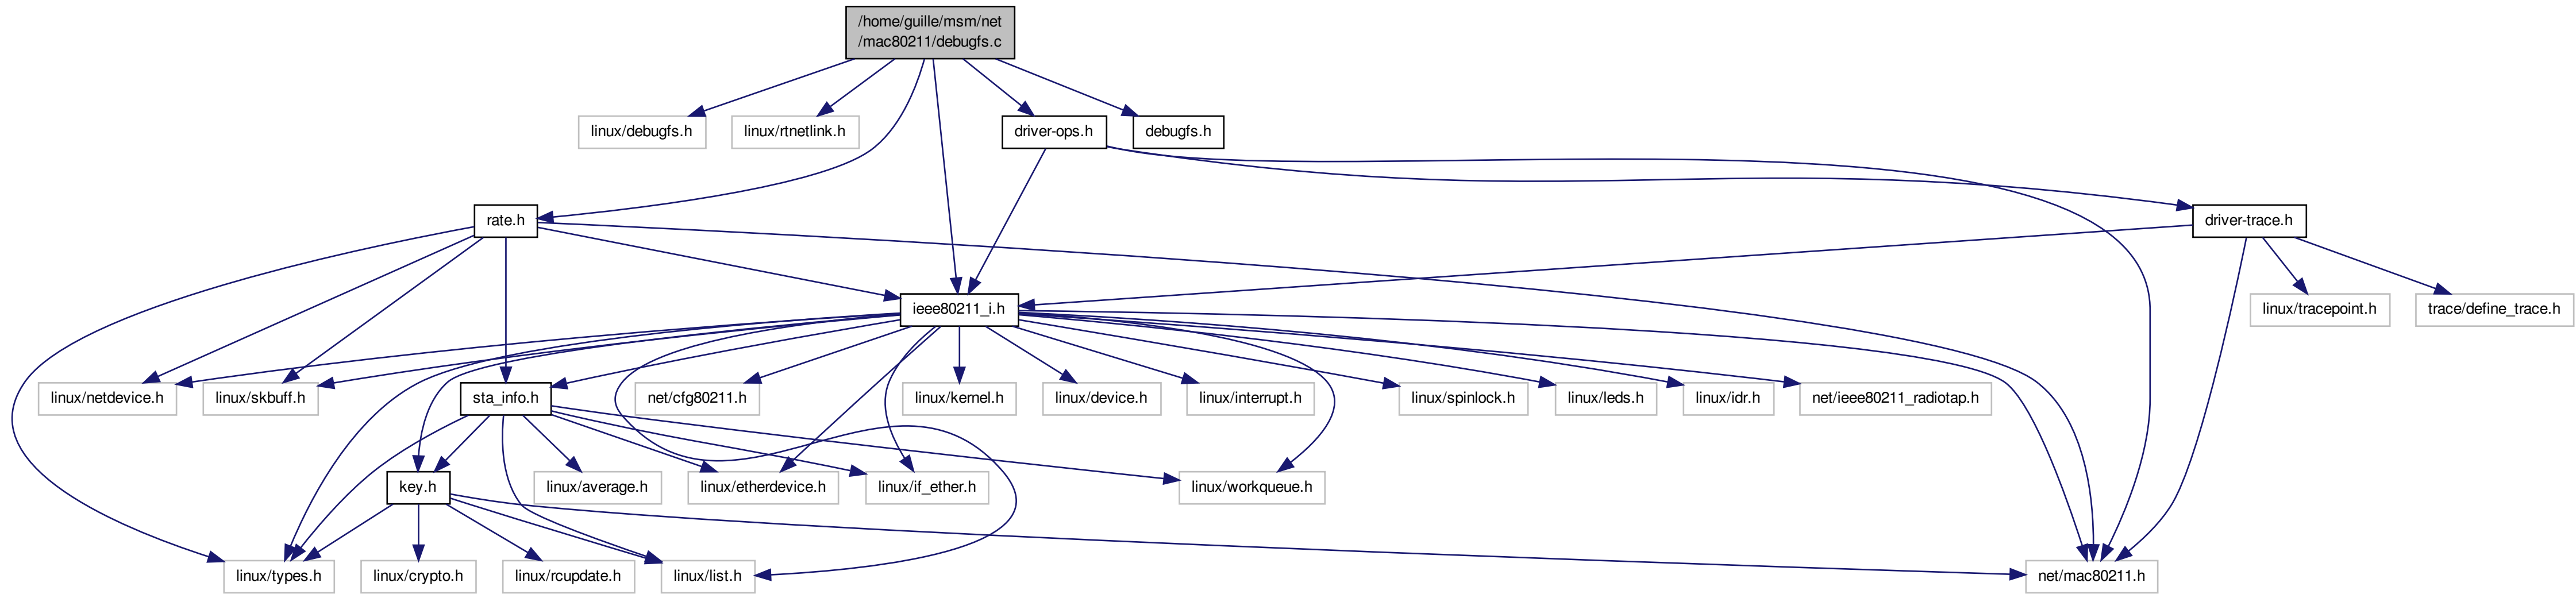 /home/guille/msm/net
/mac80211/debugfs.c
linux/debugfs.h
linux/rtnetlink.h
driver-ops.h
debugfs.h
rate.h
driver-trace.h
ieee80211_i.h
linux/tracepoint.h
trace/define_trace.h
linux/netdevice.h
linux/skbuff.h
sta_info.h
net/cfg80211.h
linux/kernel.h
linux/device.h
linux/interrupt.h
linux/spinlock.h
linux/leds.h
linux/idr.h
net/ieee80211_radiotap.h
key.h
linux/average.h
linux/etherdevice.h
linux/if_ether.h
linux/workqueue.h
linux/types.h
linux/crypto.h
linux/rcupdate.h
linux/list.h
net/mac80211.h